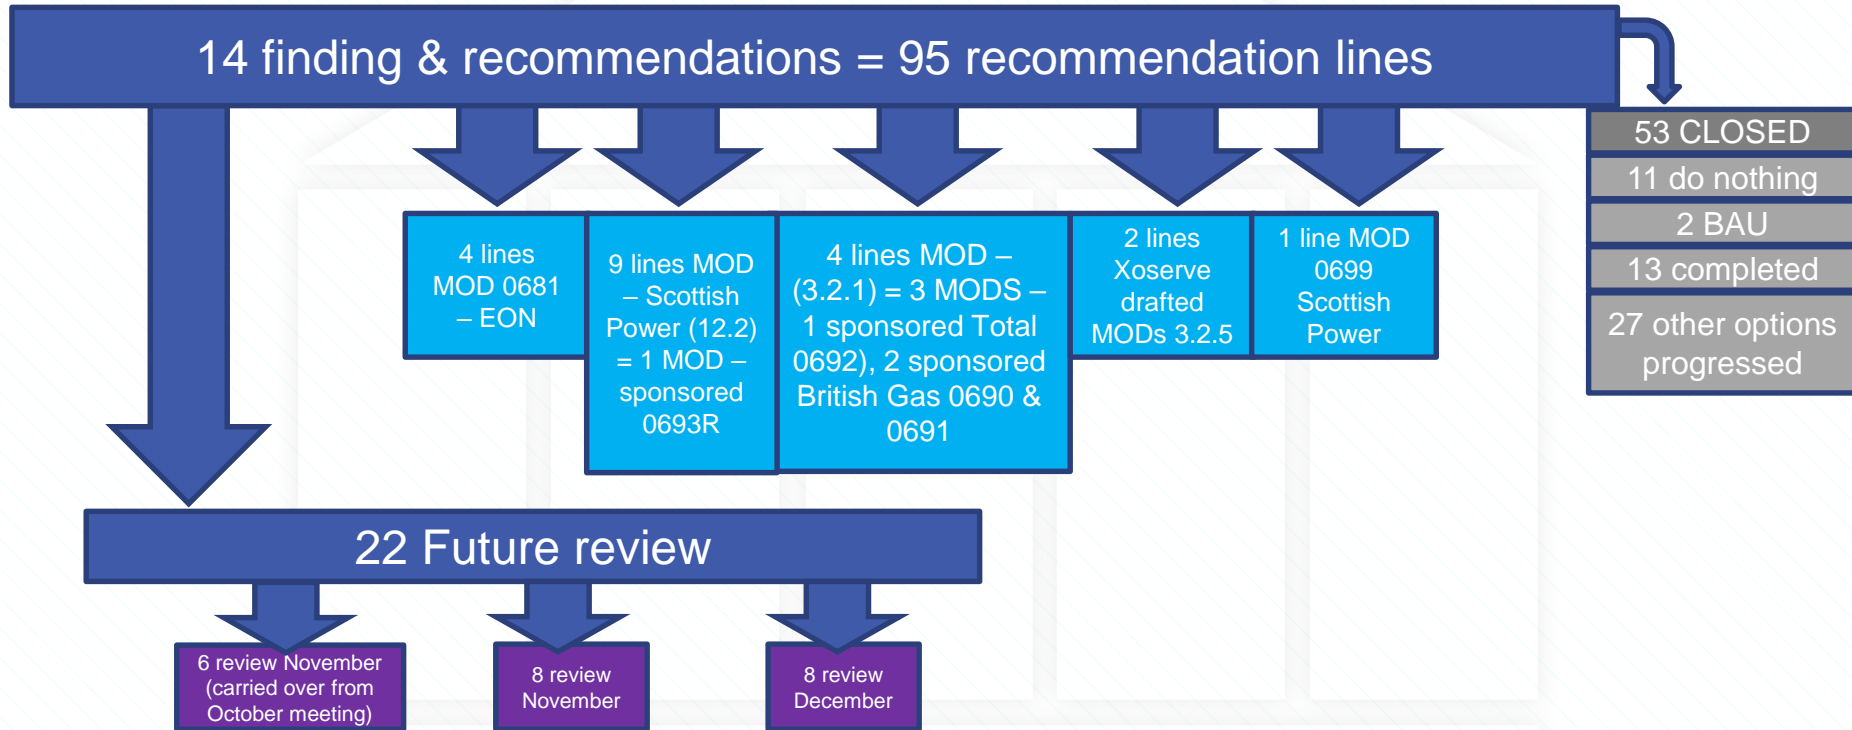 14 finding & recommendations = 95 recommendation lines
53 CLOSED
11 do nothing
2 BAU
13 completed
27 other options
progressed
4 lines
MOD 0681
– EON
9 lines MOD
– Scottish
Power (12.2)
= 1 MOD –
sponsored
0693R
4 lines MOD –
(3.2.1) = 3 MODS –
1 sponsored Total
0692), 2 sponsored
British Gas 0690 &
0691
2 lines
Xoserve
drafted
MODs 3.2.5
1 line MOD
0699
Scottish
Power
22 Future review
6 review November
(carried over from
October meeting)
8 review
November
8 review
December